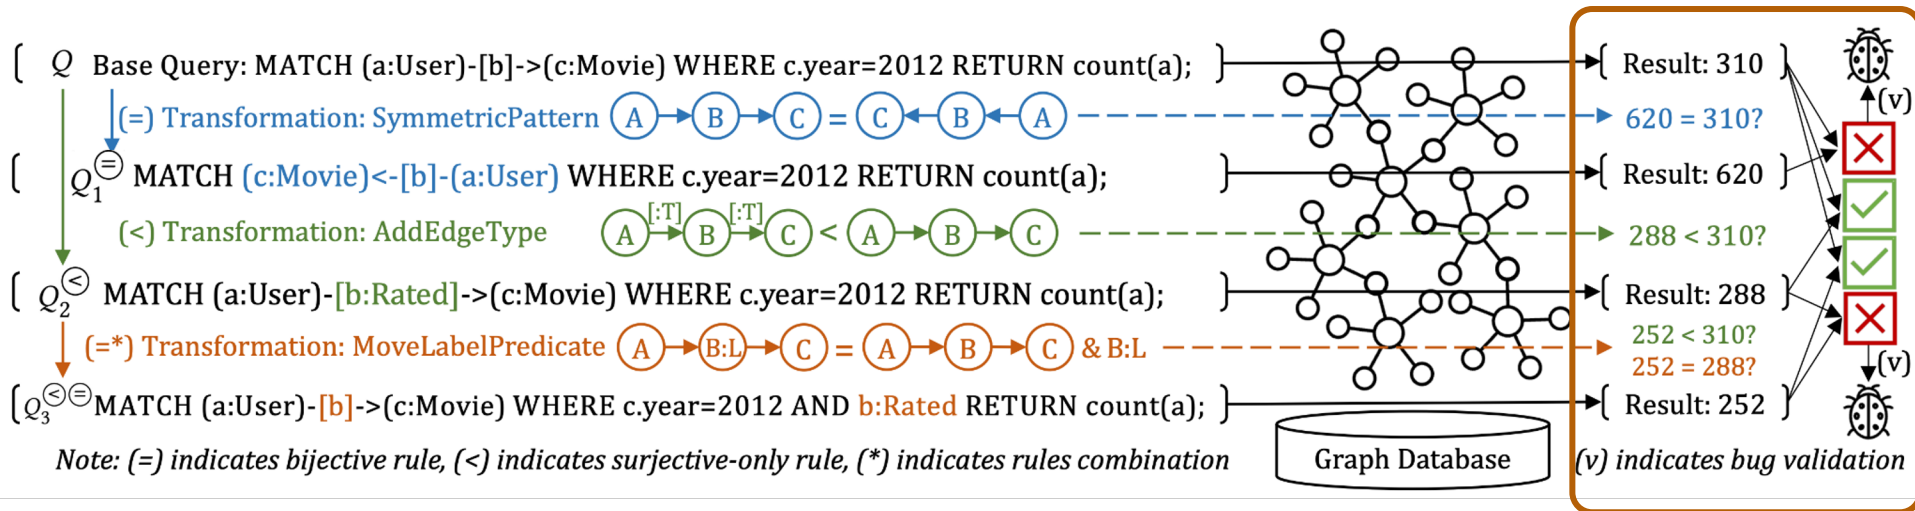 { Q Base Query: MATCH (a:User)-[b]->(c:Movie) WHERE c.year=2012 RETURN count(a); } { Result: 310 }
(=) Transformation: SymmetricPattern A B C = C B A 620 = 310? (v)
{ Q1(=) MATCH (c:Movie)<-[b]-(a:User) WHERE c.year=2012 RETURN count(a); } { Result: 620 }
(<) Transformation: AddEdgeType A [:T] B [:T] C < A B C 288 < 310?
{ Q2(<) MATCH (a:User)-[b:Rated]->(c:Movie) WHERE c.year=2012 RETURN count(a); } { Result: 288 }
(=*) Transformation: MoveLabelPredicate A B:L C = A B C & B:L 252 < 310?
252 = 288? (v)
{ Q3(<)(=) MATCH (a:User)-[b]->(c:Movie) WHERE c.year=2012 AND b:Rated RETURN count(a); } { Result: 252 }
Note: (=) indicates bijective rule, (<) indicates surjective-only rule, (*) indicates rules combination Graph Database (v) indicates bug validation